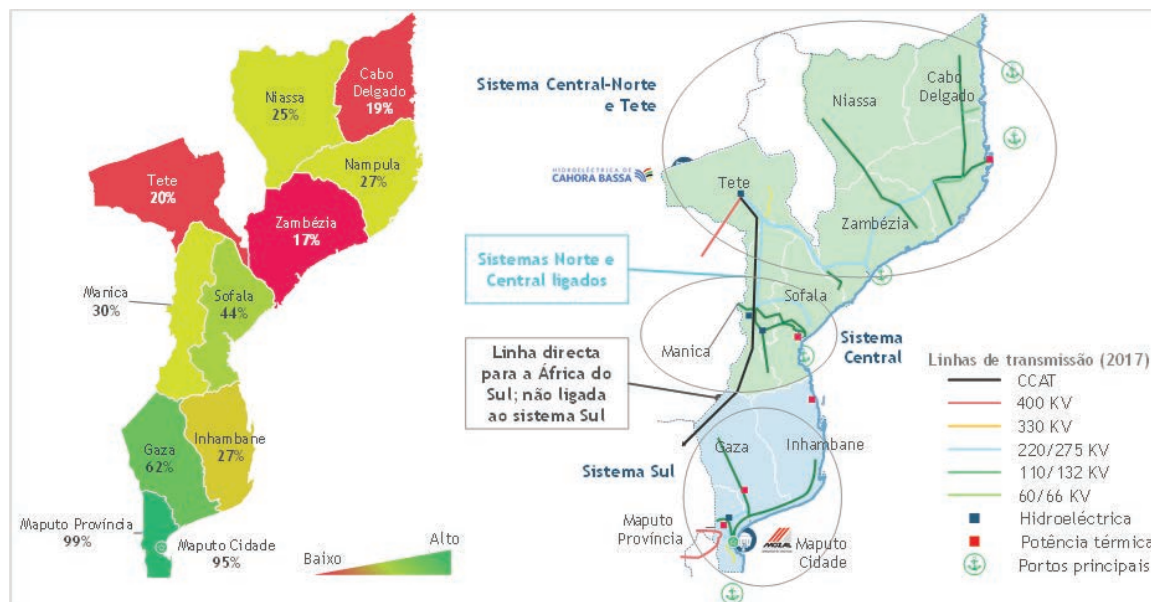 Cabo
Delgado
19%
Niassa
25%
Nampula
27%
Tete
20%
Zambézia
17%
Manica
30%
Sofala
44%
Gaza
62%
Inhambane
27%
Maputo Província
99%
Maputo Cidade
95%
Baixo
Alto
Sistema Central-Norte
e Tete
Cabo
Delgado
Niassa
HIDROELÉCTRICA DE
CAHORA BASSA
Tete
Zambézia
Sistemas Norte e
Central ligados
Sofala
Manica
Sistema
Central
Linha directa
para a África do
Sul; não ligada
ao sistema Sul
Sistema Sul
Gaza
Inhambane
Maputo
Província
MOZAL
Maputo
Cidade
Linhas de transmissão (2017)
CCAT
400 KV
330 KV
220/275 KV
110/132 KV
60/66 KV
Hidroeléctrica
Potência térmica
Portos principais